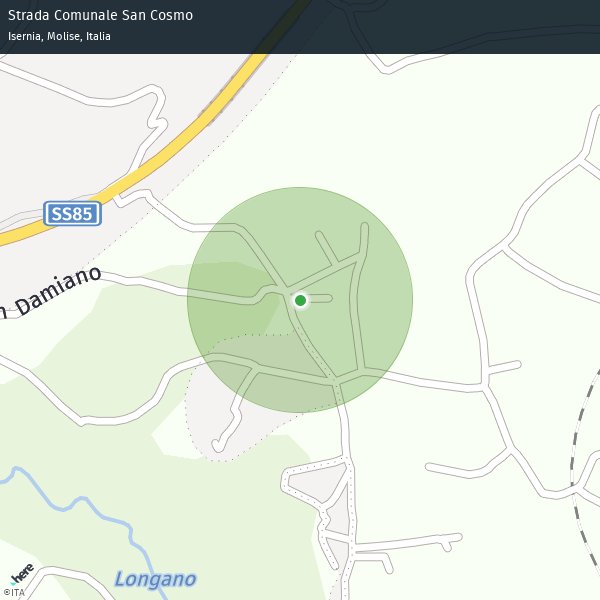 Strada Comunale San Cosmo
Isernia, Molise, Italia
SS85
Damiano
Longano
here
©ITA